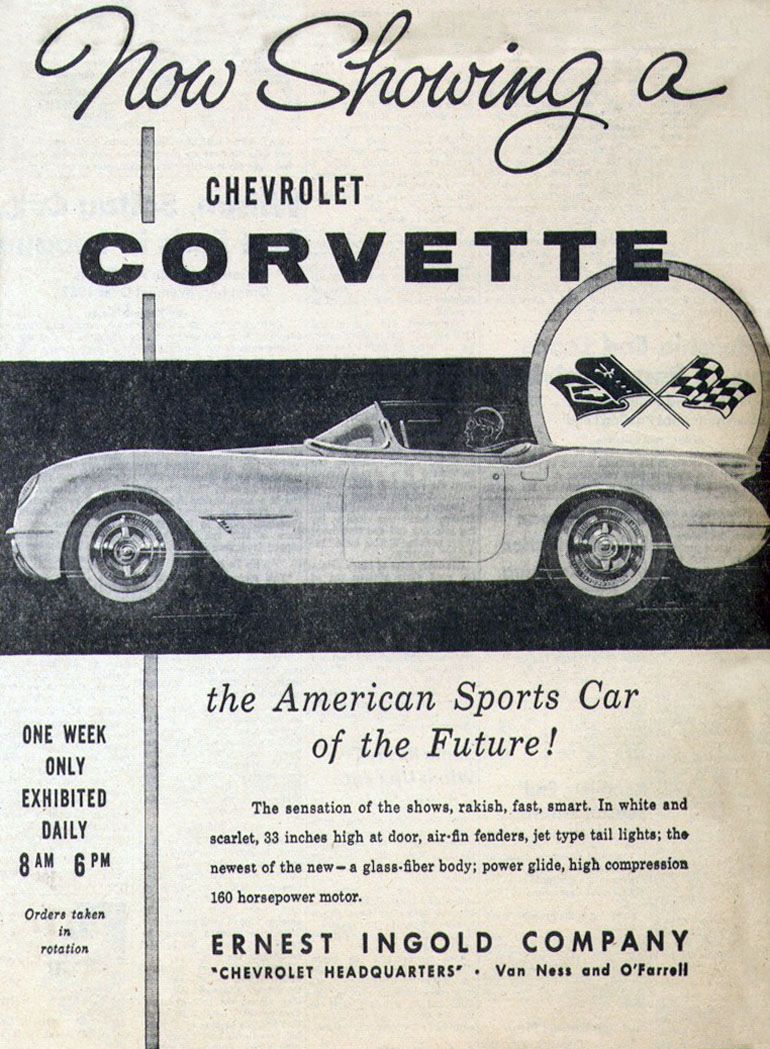 Now Showing a
CHEVROLET
CORVETTE
the American Sports Car
of the Future!
ONE WEEK
ONLY
EXHIBITED
DAILY
8 AM 6 PM
Orders taken
in
rotation
The sensation of the shows, rakish, fast, smart. In white and
scarlet, 33 inches high at door, air-fin fenders, jet type tail lights; the
newest of the new—a glass-fiber body; power glide, high compression
160 horsepower motor.
ERNEST INGOLD COMPANY
"CHEVROLET HEADQUARTERS" • Van Ness and O'Farrell